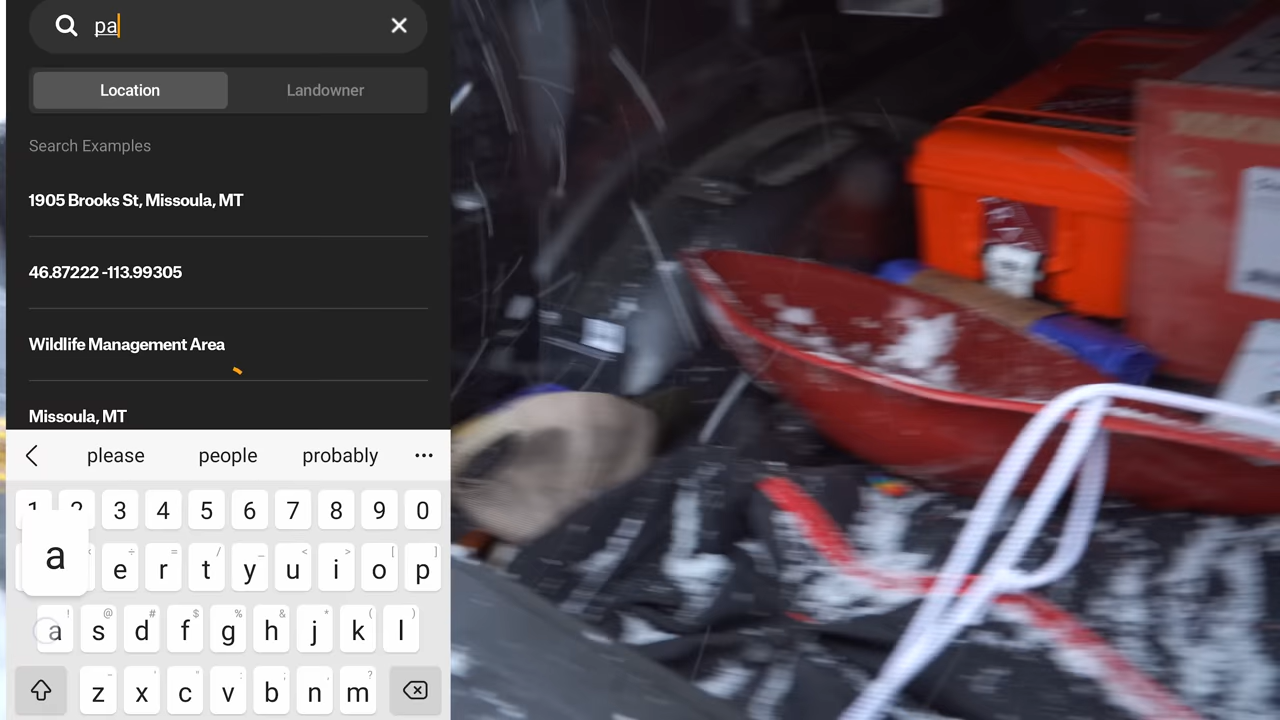 pa
Location Landowner
Search Examples
1905 Brooks St, Missoula, MT
46.87222 -113.99305
Wildlife Management Area
Missoula, MT
please people probably ...
1 2 3 4 5 6 7 8 9 0
a e r t y u i o p
a s d f g h j k l
z x c v b n m